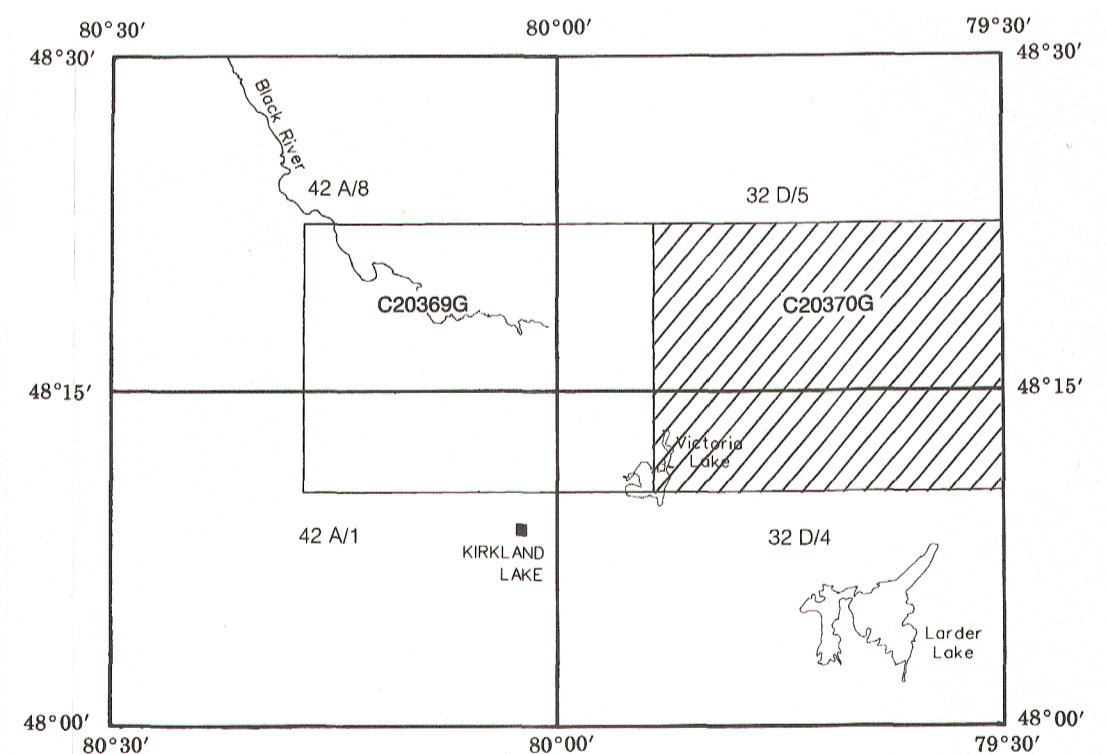 80°30′
80°00′
79°30′
48°30′
48°30′
Black River
42 A/8
32 D/5
C20369G
C20370G
48°15′
48°15′
Victoria
Lake
42 A/1
32 D/4
KIRKLAND
LAKE
Larder
Lake
48°00′
48°00′
80°30′
80°00′
79°30′